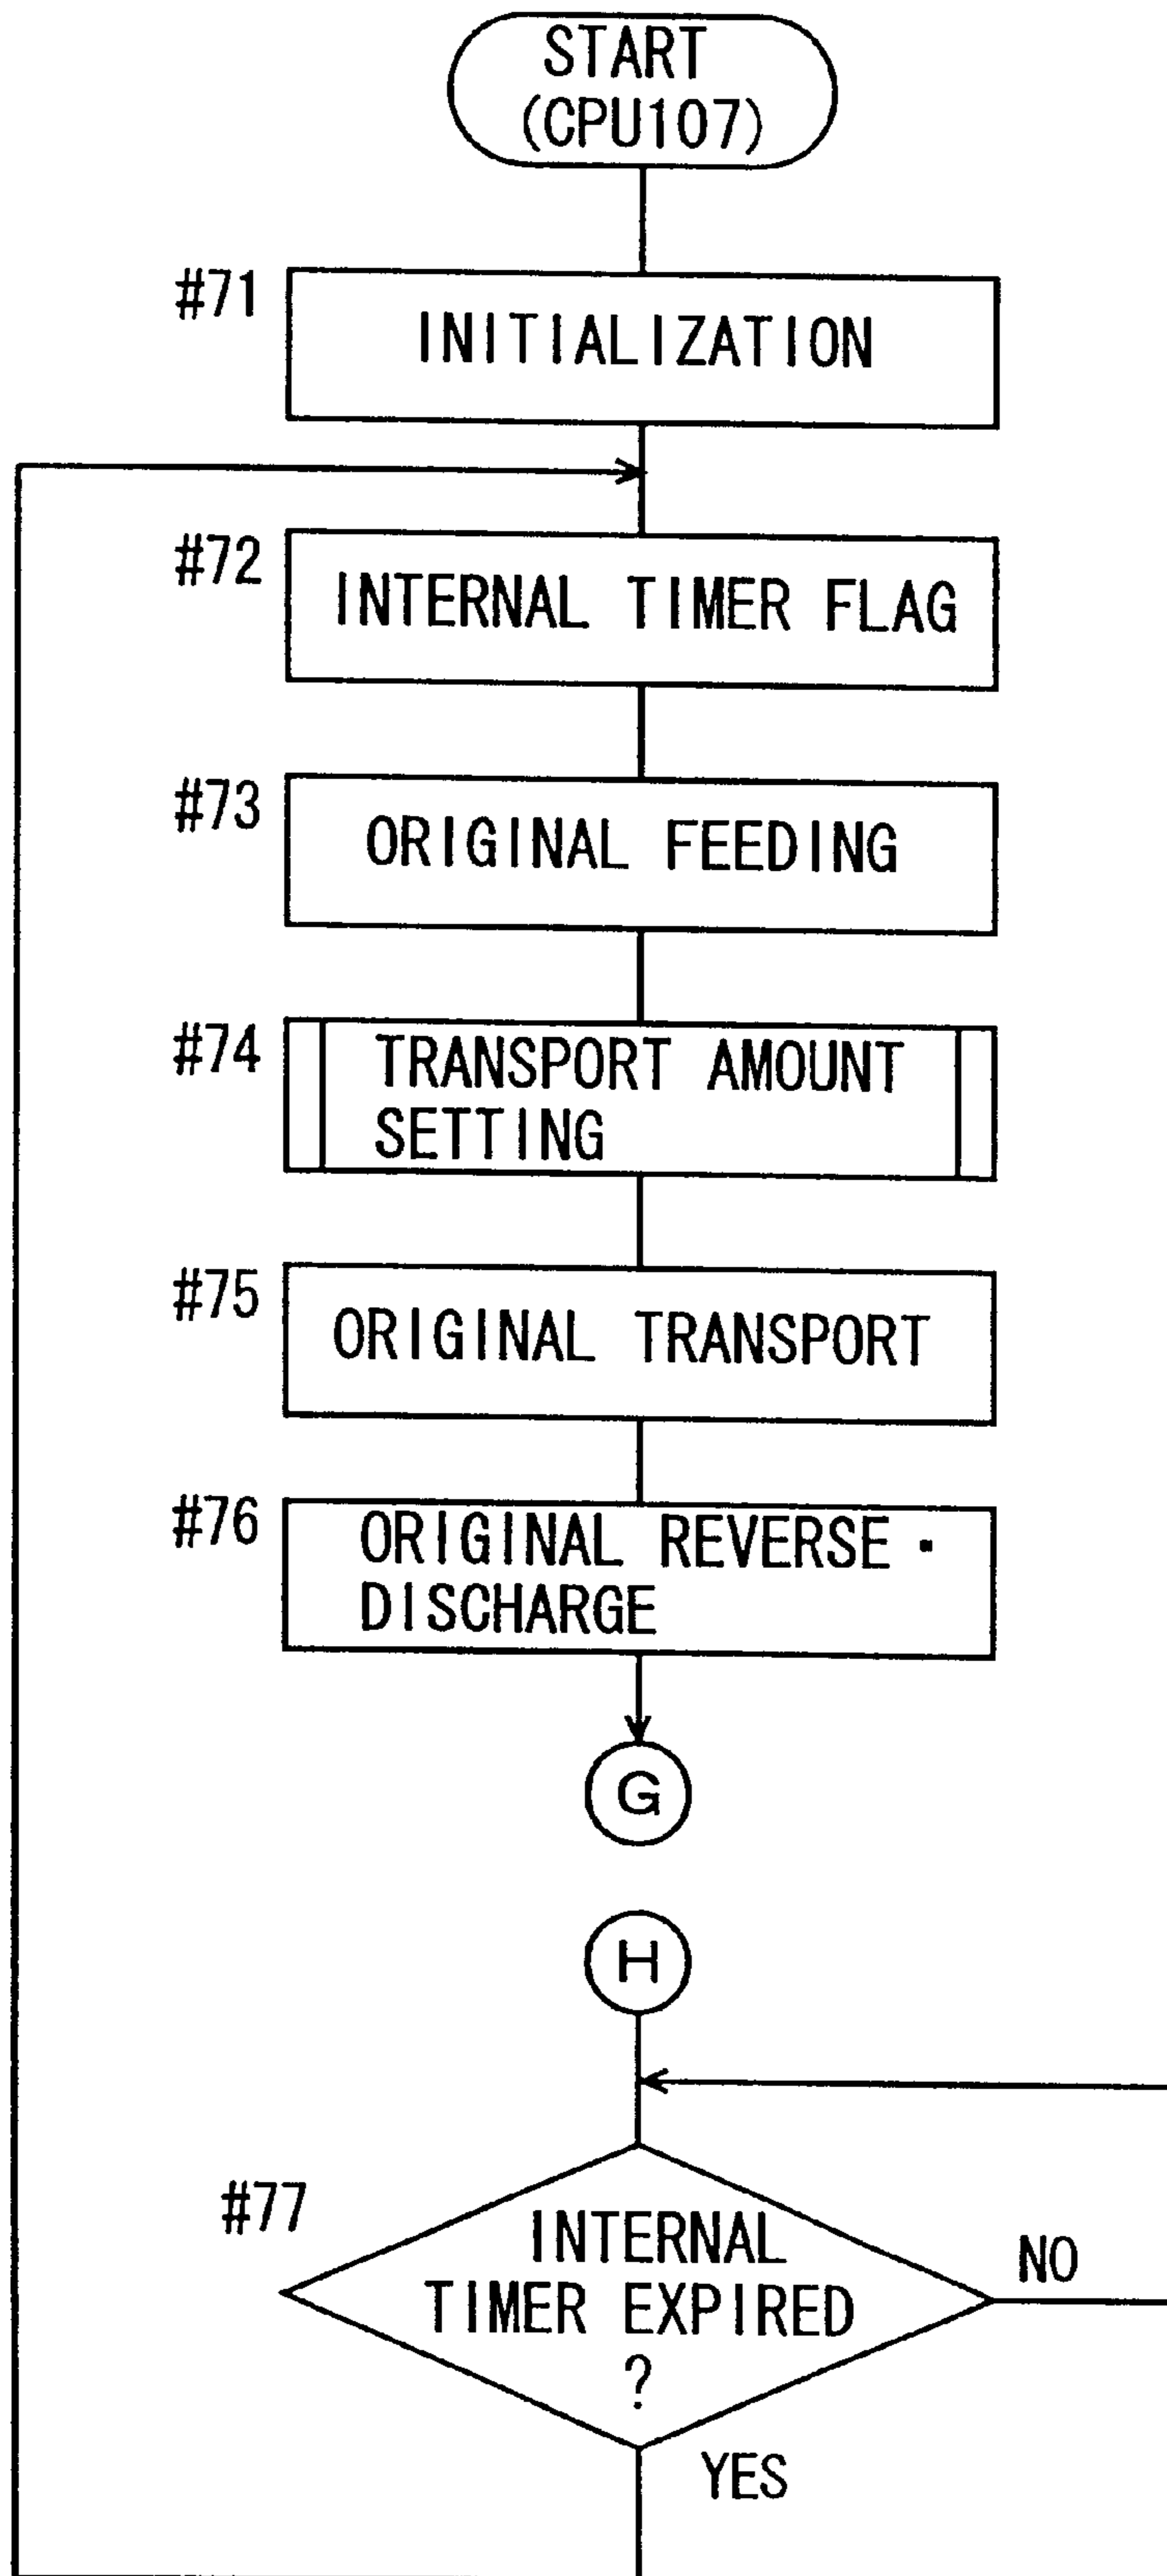 START
(CPU107)
#71
INITIALIZATION
#72
INTERNAL TIMER FLAG
#73
ORIGINAL FEEDING
#74
TRANSPORT AMOUNT
SETTING
#75
ORIGINAL TRANSPORT
#76
ORIGINAL REVERSE ･
DISCHARGE
G
H
#77
INTERNAL
TIMER EXPIRED
?
NO
YES